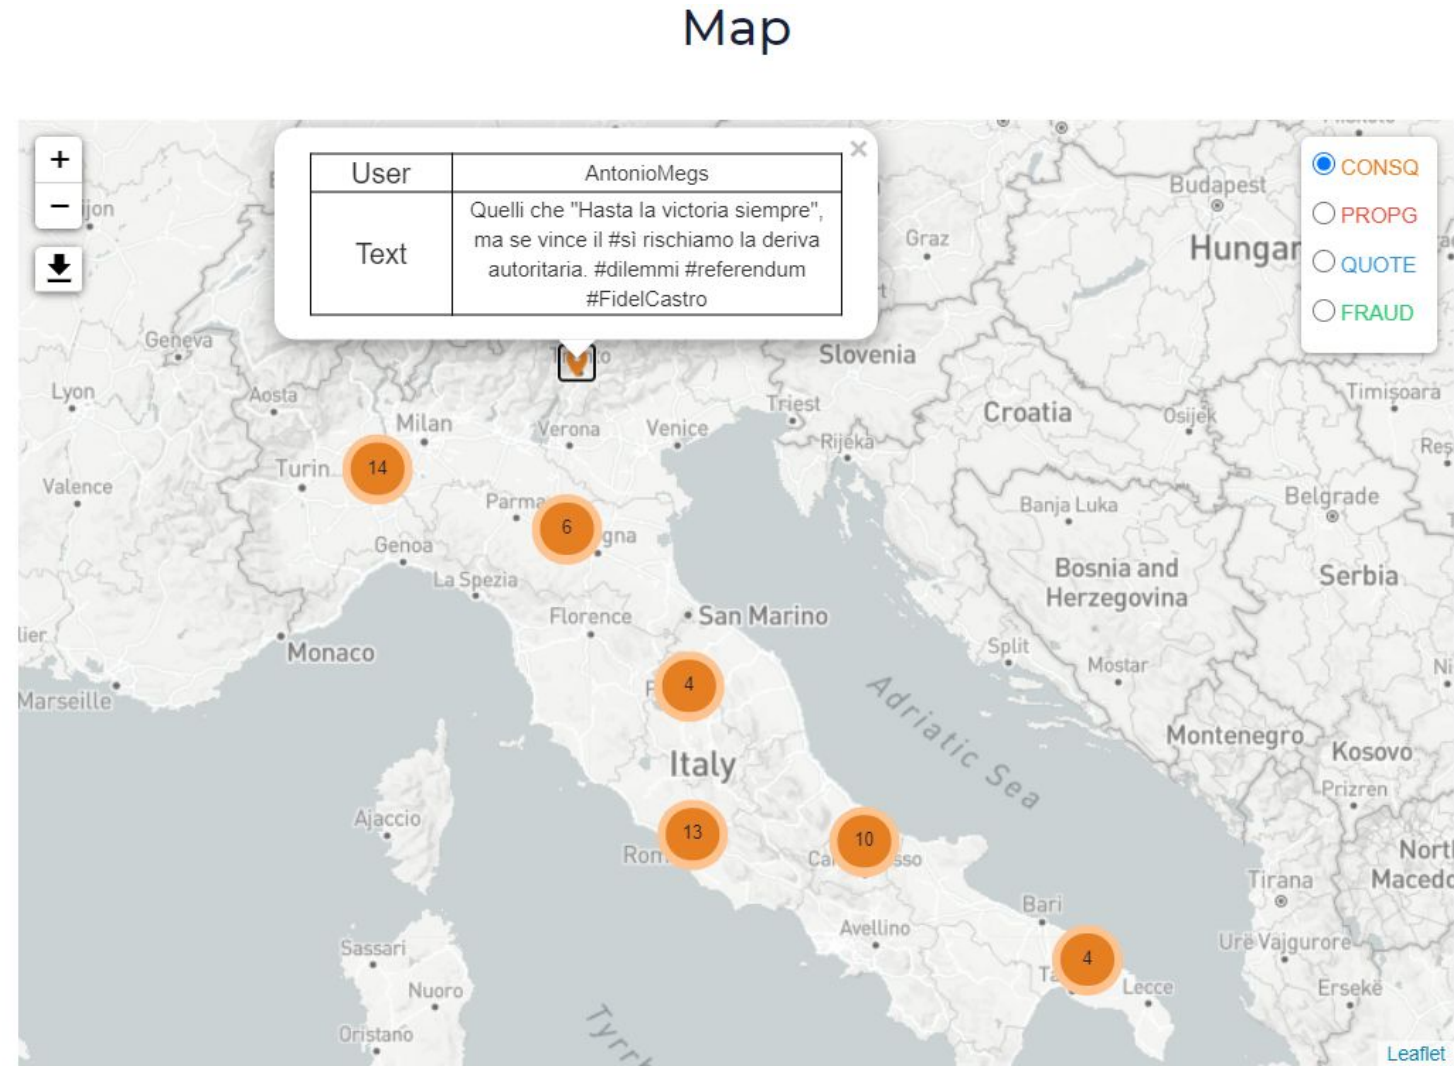 Map
+
−
×
User
AntonioMegs
Text
Quelli che "Hasta la victoria siempre",
ma se vince il #sì rischiamo la deriva
autoritaria. #dilemmi #referendum
#FidelCastro
CONSQ
PROPG
QUOTE
FRAUD
Budapest
Graz
Geneva
Slovenia
Lyon
Aosta
Milan
Verona
Venice
Triest
Rijeka
Croatia
Osijek
Timișoara
Turin
14
Valence
Parma
6
Genoa
La Spezia
Banja Luka
Belgrade
Bosnia and
Herzegovina
Serbia
Florence
San Marino
Monaco
Split
Mostar
Marseille
4
Adriatic Sea
Italy
Montenegro
Kosovo
Prizren
Ajaccio
13
10
Tirana
Bari
Avellino
Sassari
4
Urë Vajgurore
Nuoro
Lecce
Ersekë
Oristano
Leaflet